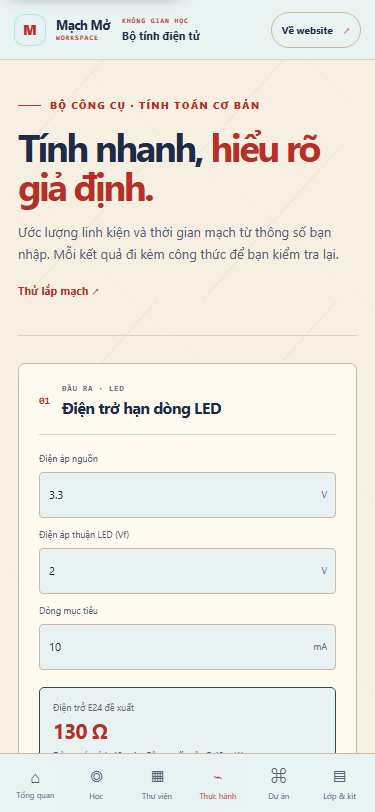 M
Mạch Mở
WORKSPACE
KHÔNG GIAN HỌC
Bộ tính điện tử
Về website ↗
BỘ CÔNG CỤ · TÍNH TOÁN CƠ BẢN
Tính nhanh, hiểu rõ
giả định.
Ước lượng linh kiện và thời gian mạch từ thông số bạn
nhập. Mỗi kết quả đi kèm công thức để bạn kiểm tra lại.
Thử lắp mạch ↗
01
ĐẦU RA · LED
Điện trở hạn dòng LED
Điện áp nguồn
3.3 V
Điện áp thuận LED (Vf)
2 V
Dòng mục tiêu
10 mA
Điện trở E24 đề xuất
130 Ω
Tổng quan
Học
Thư viện
Thực hành
Dự án
Lớp & kit